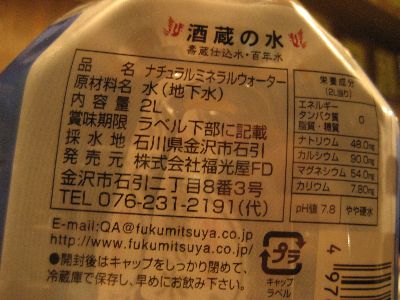 酒蔵の水
壽蔵仕込水・百年水
品名 ナチュラルミネラルウォーター
原材料名 水(地下水)
内容量 2L
賞味期限 ラベル下部に記載
採水地 石川県金沢市石引
発売元 株式会社福光屋FD
金沢市石引二丁目8番3号
TEL 076-231-2191(代)
栄養成分
(2L当り)
エネルギー
タンパク質 0
脂質・糖質
ナトリウム 48.0mg
カルシウム 90.0mg
マグネシウム 54.0mg
カリウム 7.80mg
pH値 7.8 やや硬水
E-mail:QA@fukumitsuya.co.jp
http://www.fukumitsuya.co.jp/
●開封後はキャップをしっかり閉めて、
冷蔵庫で保存し、早めにお飲み下さい。
プラ
キャップ
ラベル
4 97